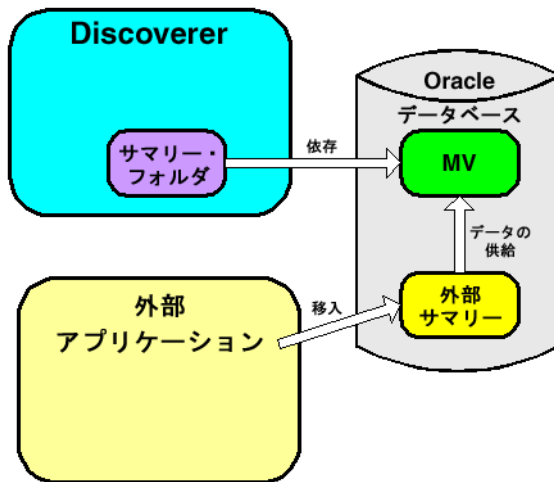 Discoverer
サマリー・
フォルダ
依存
Oracle
データベース
MV
データの
供給
外部
サマリー
移入
外部
アプリケーション